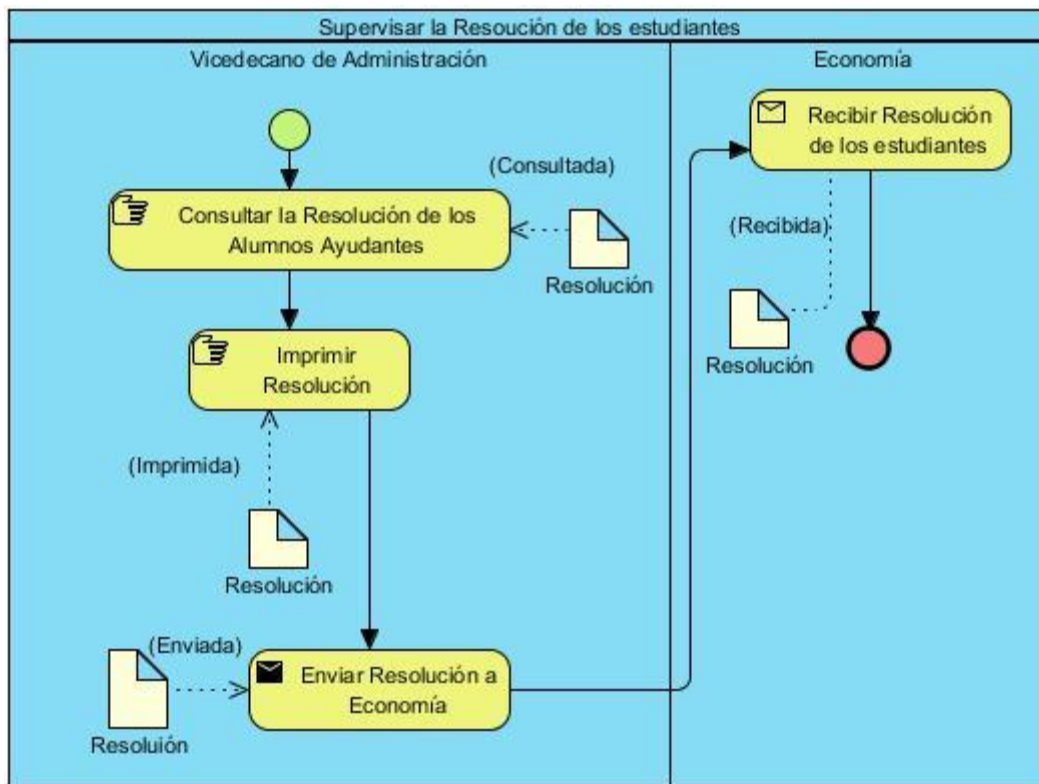 Supervisar la Resoución de los estudiantes
Vicedecano de Administración
Economía
Recibir Resolución
de los estudiantes
(Consultada)
Consultar la Resolución de los
Alumnos Ayudantes
(Recibida)
Resolución
Imprimir
Resolución
Resolución
(Imprimida)
Resolución
(Enviada)
Enviar Resolución a
Economía
Resoluión